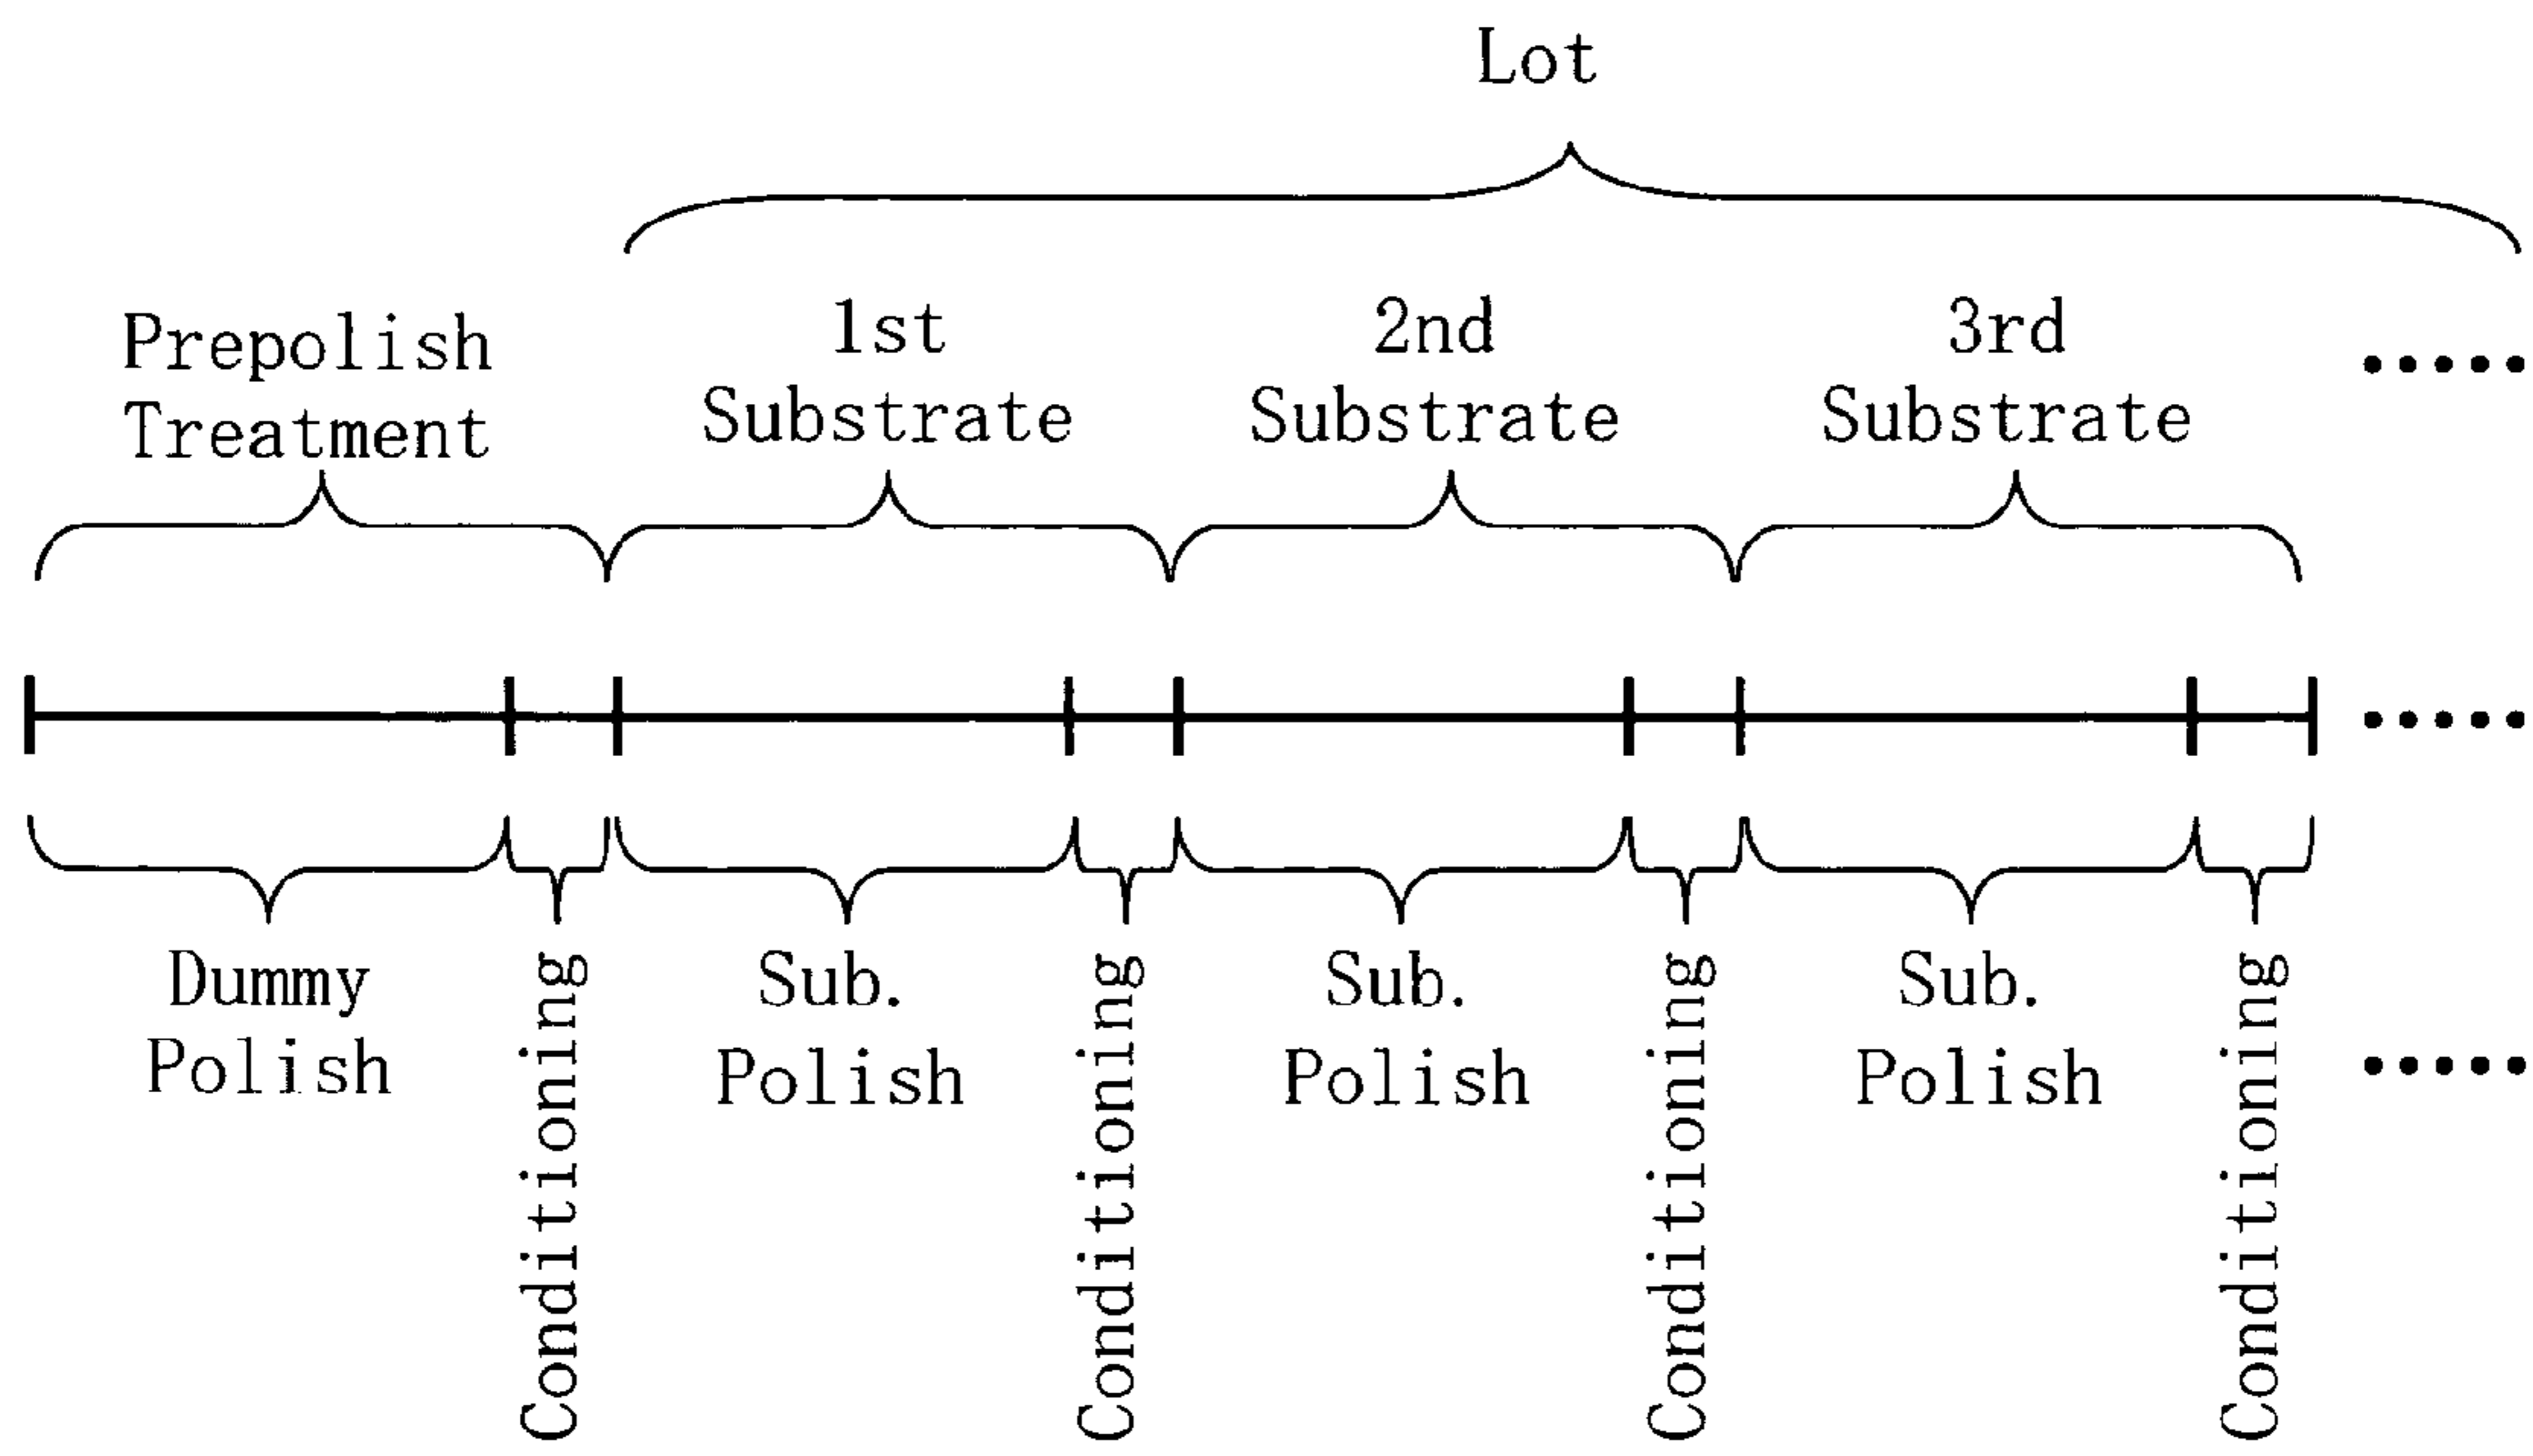 Lot
Prepolish
Treatment
1st
Substrate
2nd
Substrate
3rd
Substrate
.....
.....
Dummy
Polish
Conditioning
Sub.
Polish
Conditioning
Sub.
Polish
Conditioning
Sub.
Polish
Conditioning
.....